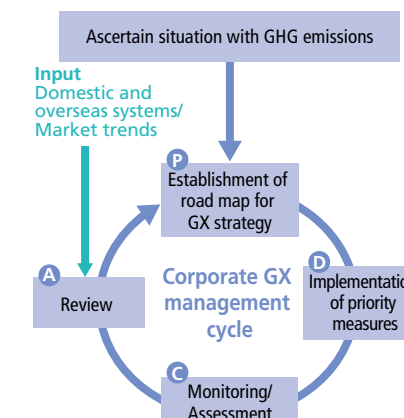 Ascertain situation with GHG emissions
Input
Domestic and
overseas systems/
Market trends
P
Establishment of
road map for
GX strategy
A
Review
Corporate GX
management
cycle
D
Implementatio
of priority
measures
C
Monitoring/
Assessment